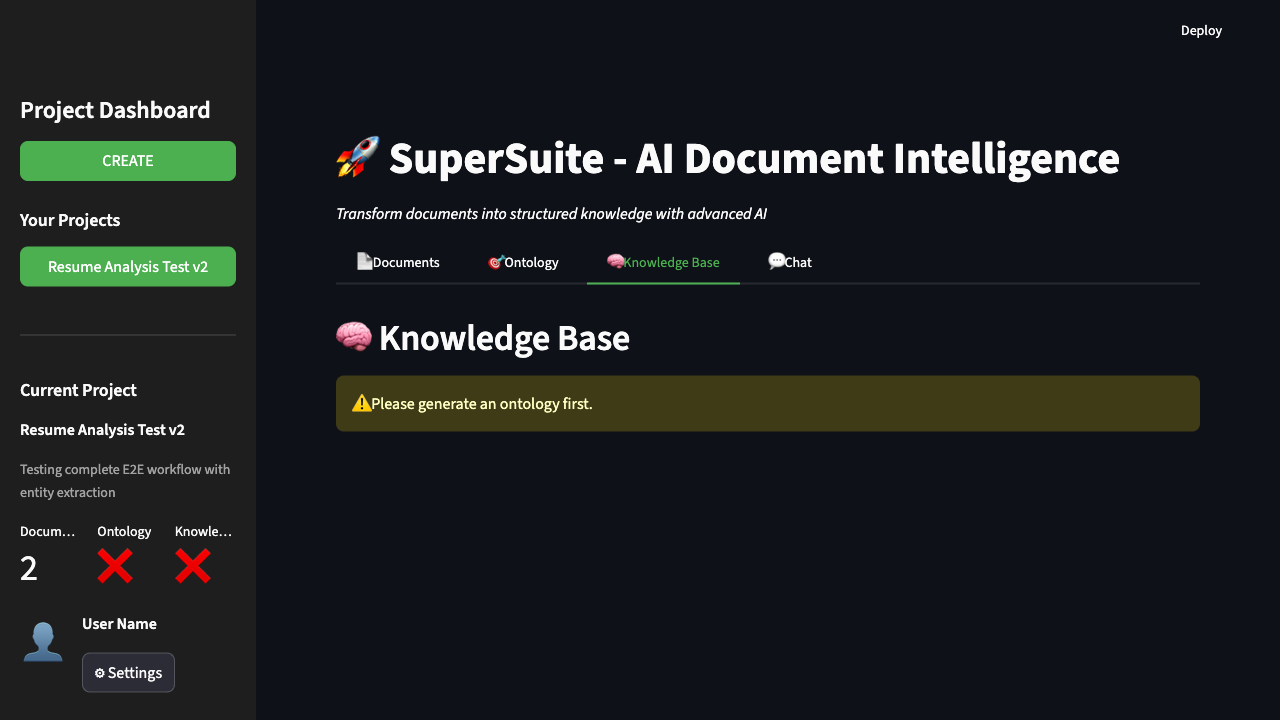 Deploy
Project Dashboard
CREATE
Your Projects
Resume Analysis Test v2
Current Project
Resume Analysis Test v2
Testing complete E2E workflow with
entity extraction
Docum… Ontology Knowle…
2 ❌ ❌
User Name
⚙ Settings
🚀 SuperSuite - AI Document Intelligence
Transform documents into structured knowledge with advanced AI
📄Documents 🎯Ontology 🧠Knowledge Base 💬Chat
🧠 Knowledge Base
⚠️Please generate an ontology first.